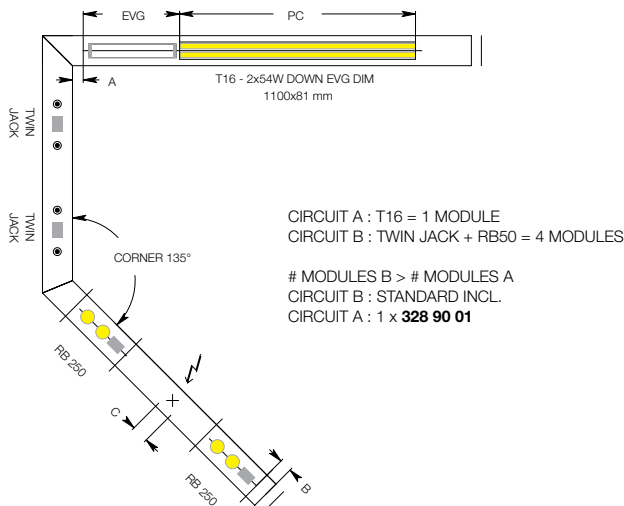 EVG
PC
A
T16 - 2x54W DOWN EVG DIM
1100x81 mm
TWIN
JACK
TWIN
JACK
CIRCUIT A : T16 = 1 MODULE
CIRCUIT B : TWIN JACK + RB50 = 4 MODULES
CORNER 135°
# MODULES B > # MODULES A
CIRCUIT B : STANDARD INCL.
CIRCUIT A : 1 x 328 90 01
RB 250
C
RB 250
B